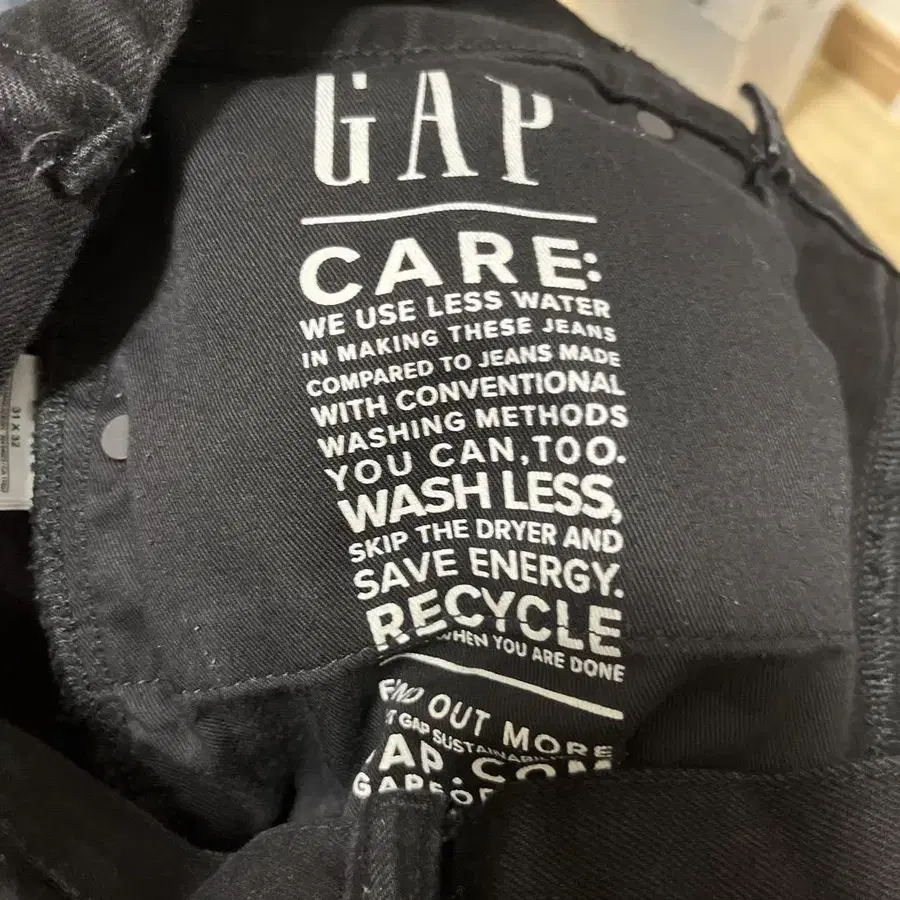 GAP
CARE:
WE USE LESS WATER
IN MAKING THESE JEANS
COMPARED TO JEANS MADE
WITH CONVENTIONAL
WASHING METHODS
YOU CAN, TOO.
WASH LESS,
SKIP THE DRYER AND
SAVE ENERGY.
RECYCLE
WHEN YOU ARE DONE
FIND OUT MORE
GAP
.COM
31 X 32